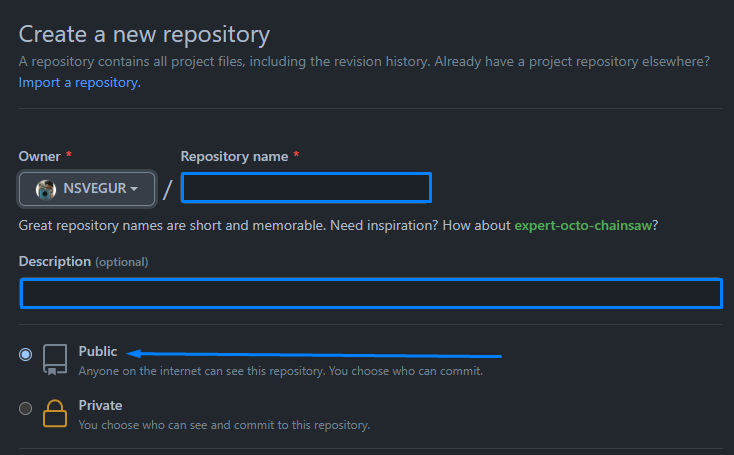 Create a new repository
A repository contains all project files, including the revision history. Already have a project repository elsewhere?
Import a repository.
Owner * Repository name *
NSVEGUR /
Great repository names are short and memorable. Need inspiration? How about expert-octo-chainsaw?
Description (optional)
Public
Anyone on the internet can see this repository. You choose who can commit.
Private
You choose who can see and commit to this repository.